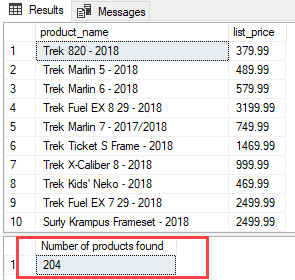 Results Messages
product_name list_price
1 Trek 820 - 2018 379.99
2 Trek Marlin 5 - 2018 489.99
3 Trek Marlin 6 - 2018 579.99
4 Trek Fuel EX 8 29 - 2018 3199.99
5 Trek Marlin 7 - 2017/2018 749.99
6 Trek Ticket S Frame - 2018 1469.99
7 Trek X-Caliber 8 - 2018 999.99
8 Trek Kids' Neko - 2018 469.99
9 Trek Fuel EX 7 29 - 2018 2499.99
10 Surly Krampus Frameset - 2018 2499.99
Number of products found
1 204